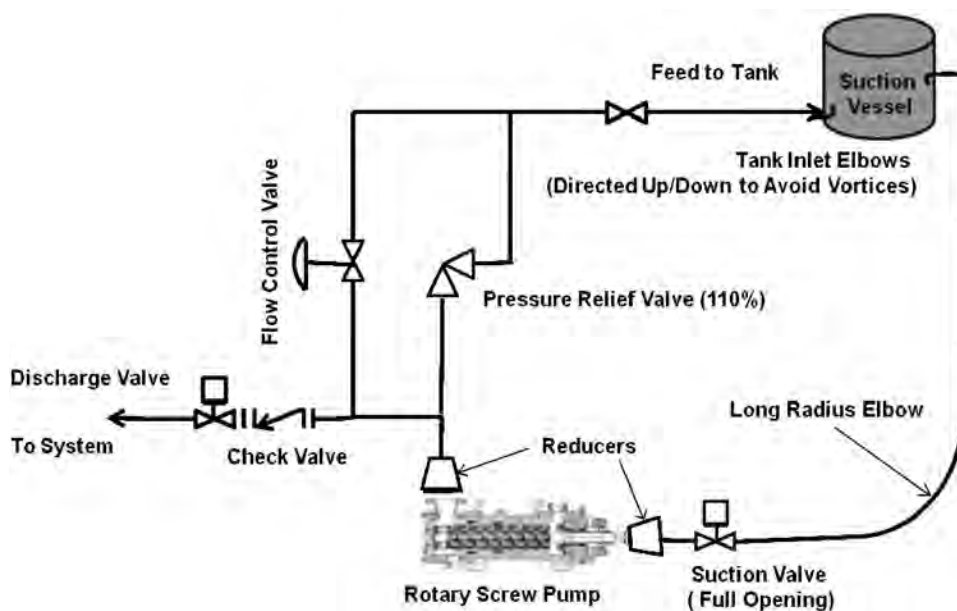 Feed to Tank
Suction
Vessel
Tank Inlet Elbows
(Directed Up/Down to Avoid Vortices)
Flow Control Valve
Pressure Relief Valve (110%)
Discharge Valve
To System
Check Valve
Reducers
Long Radius Elbow
Rotary Screw Pump
Suction Valve
( Full Opening)